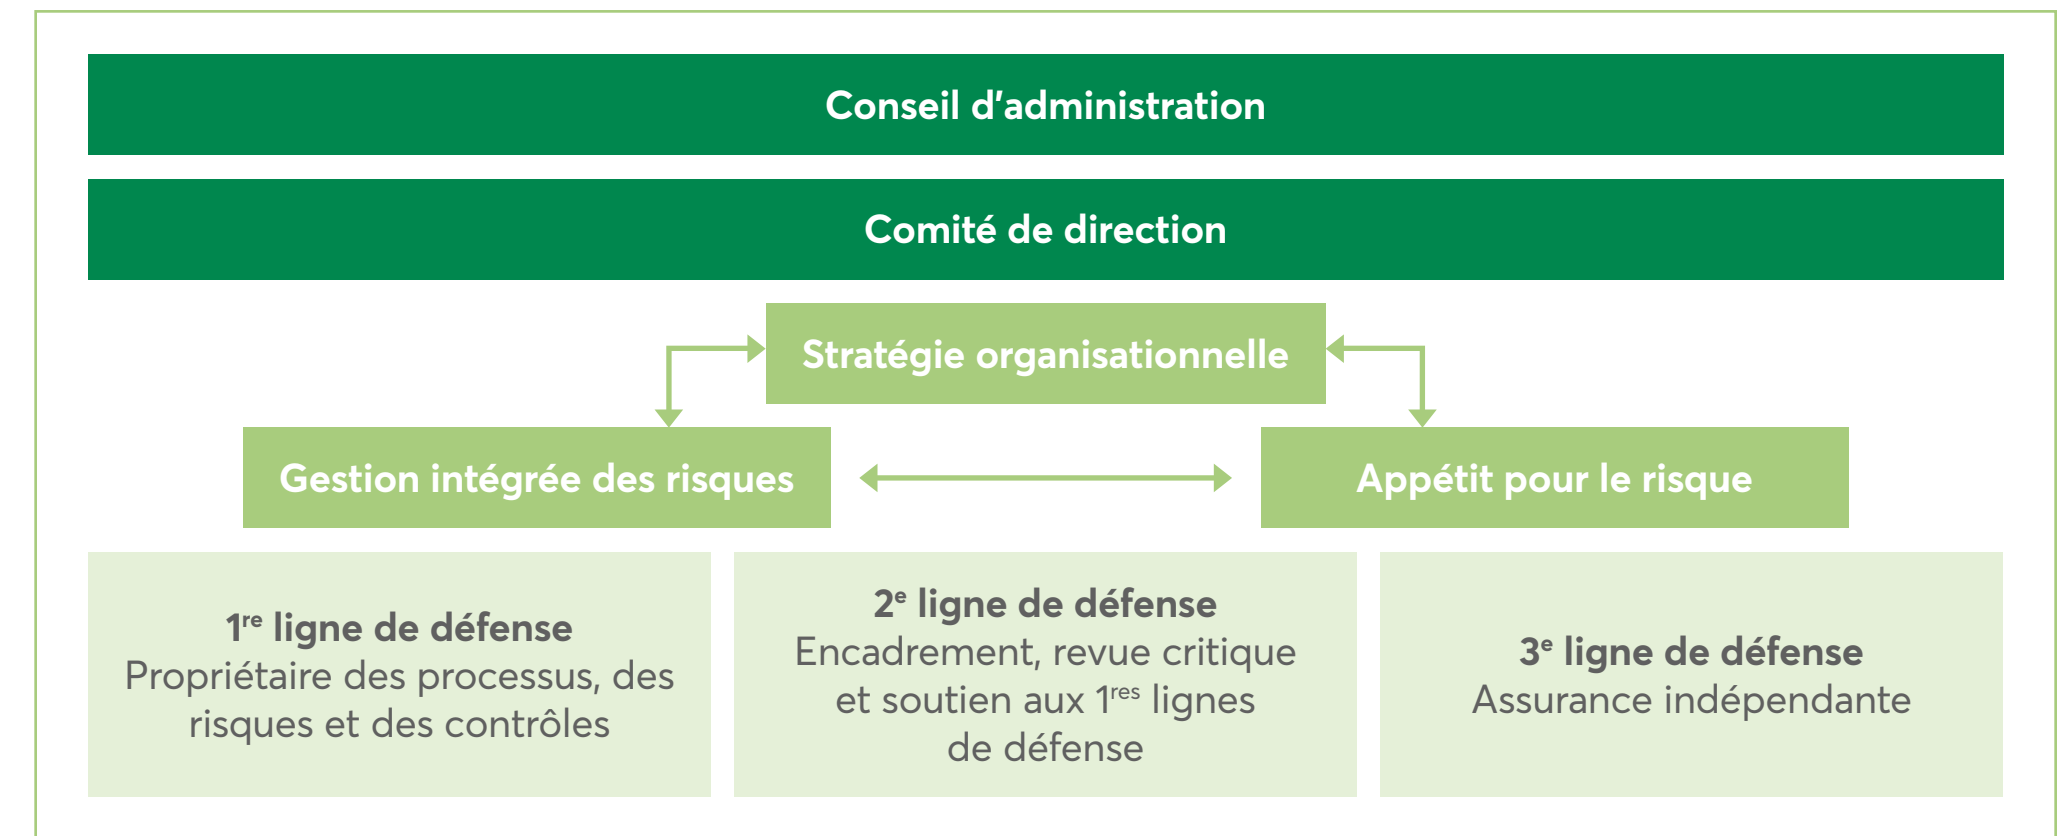 Conseil d'administration
Comité de direction
Stratégie organisationnelle
Gestion intégrée des risques
Appétit pour le risque
1re ligne de défense
Propriétaire des processus, des
risques et des contrôles
2e ligne de défense
Encadrement, revue critique
et soutien aux 1res lignes
de défense
3e ligne de défense
Assurance indépendante